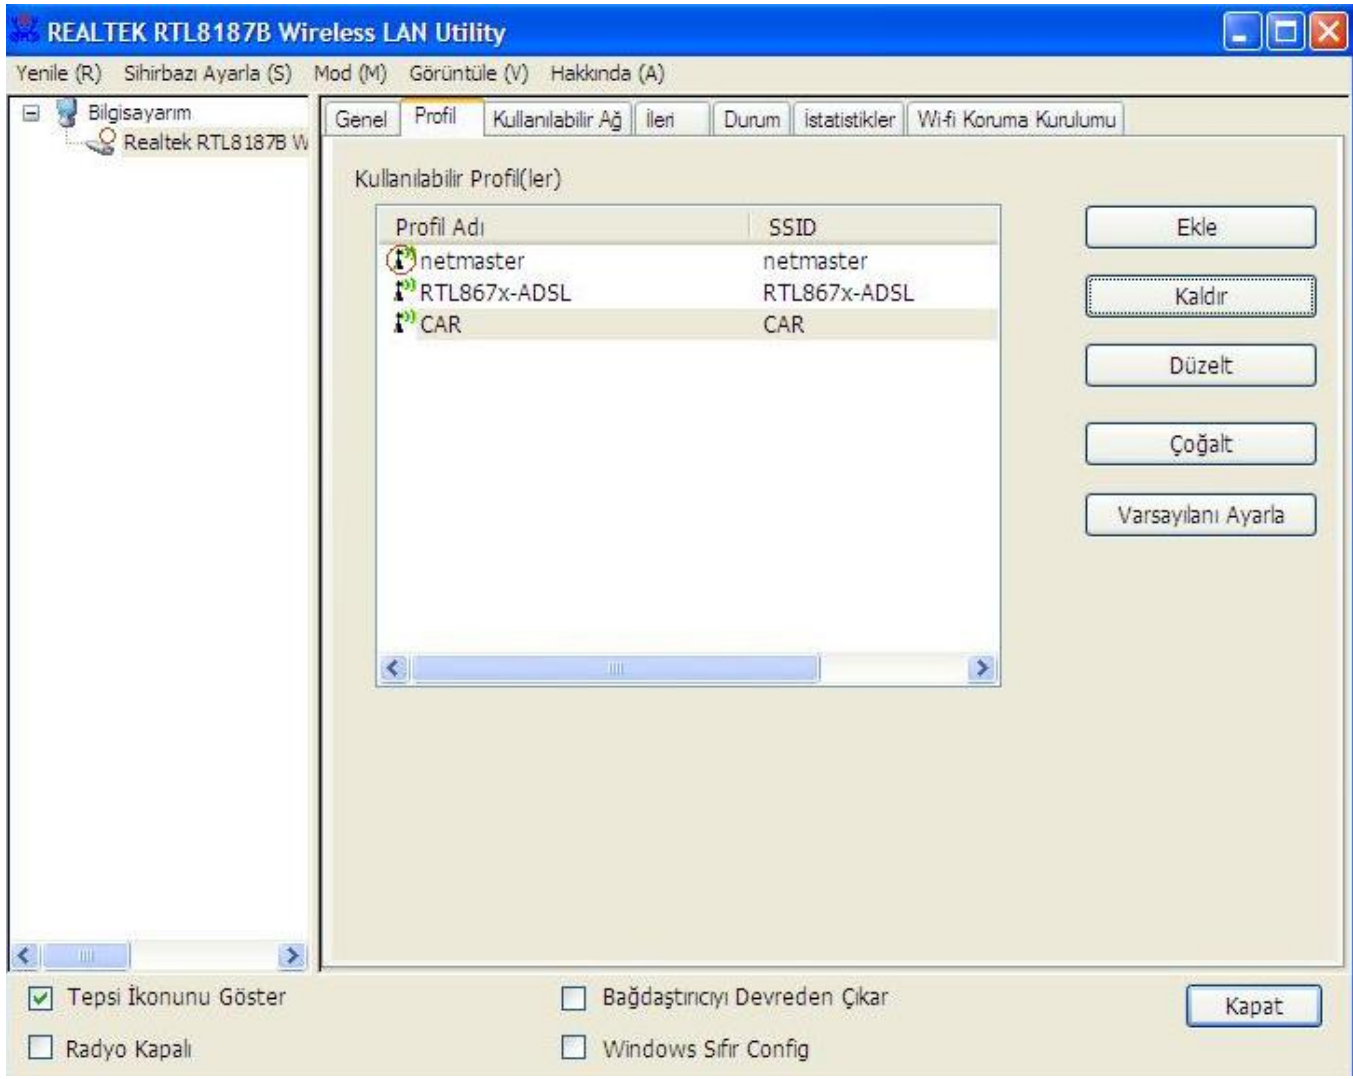 REALTEK RTL8187B Wireless LAN Utility
Yenile (R) Sihirbazı Ayarla (S) Mod (M) Görüntüle (V) Hakkında (A)
Bilgisayarım
Realtek RTL8187B W
Genel Profil Kullanılabilir Ağ İleri Durum İstatistikler Wi-fi Koruma Kurulumu
Kullanılabilir Profil(ler)
Profil Adı SSID
netmaster netmaster
RTL867x-ADSL RTL867x-ADSL
CAR CAR
Ekle
Kaldır
Düzelt
Çoğalt
Varsayılanı Ayarla
Tepsi İkonunu Göster Bağdaştırıcıyı Devreden Çıkar
Radyo Kapalı Windows Sıfır Config
Kapat